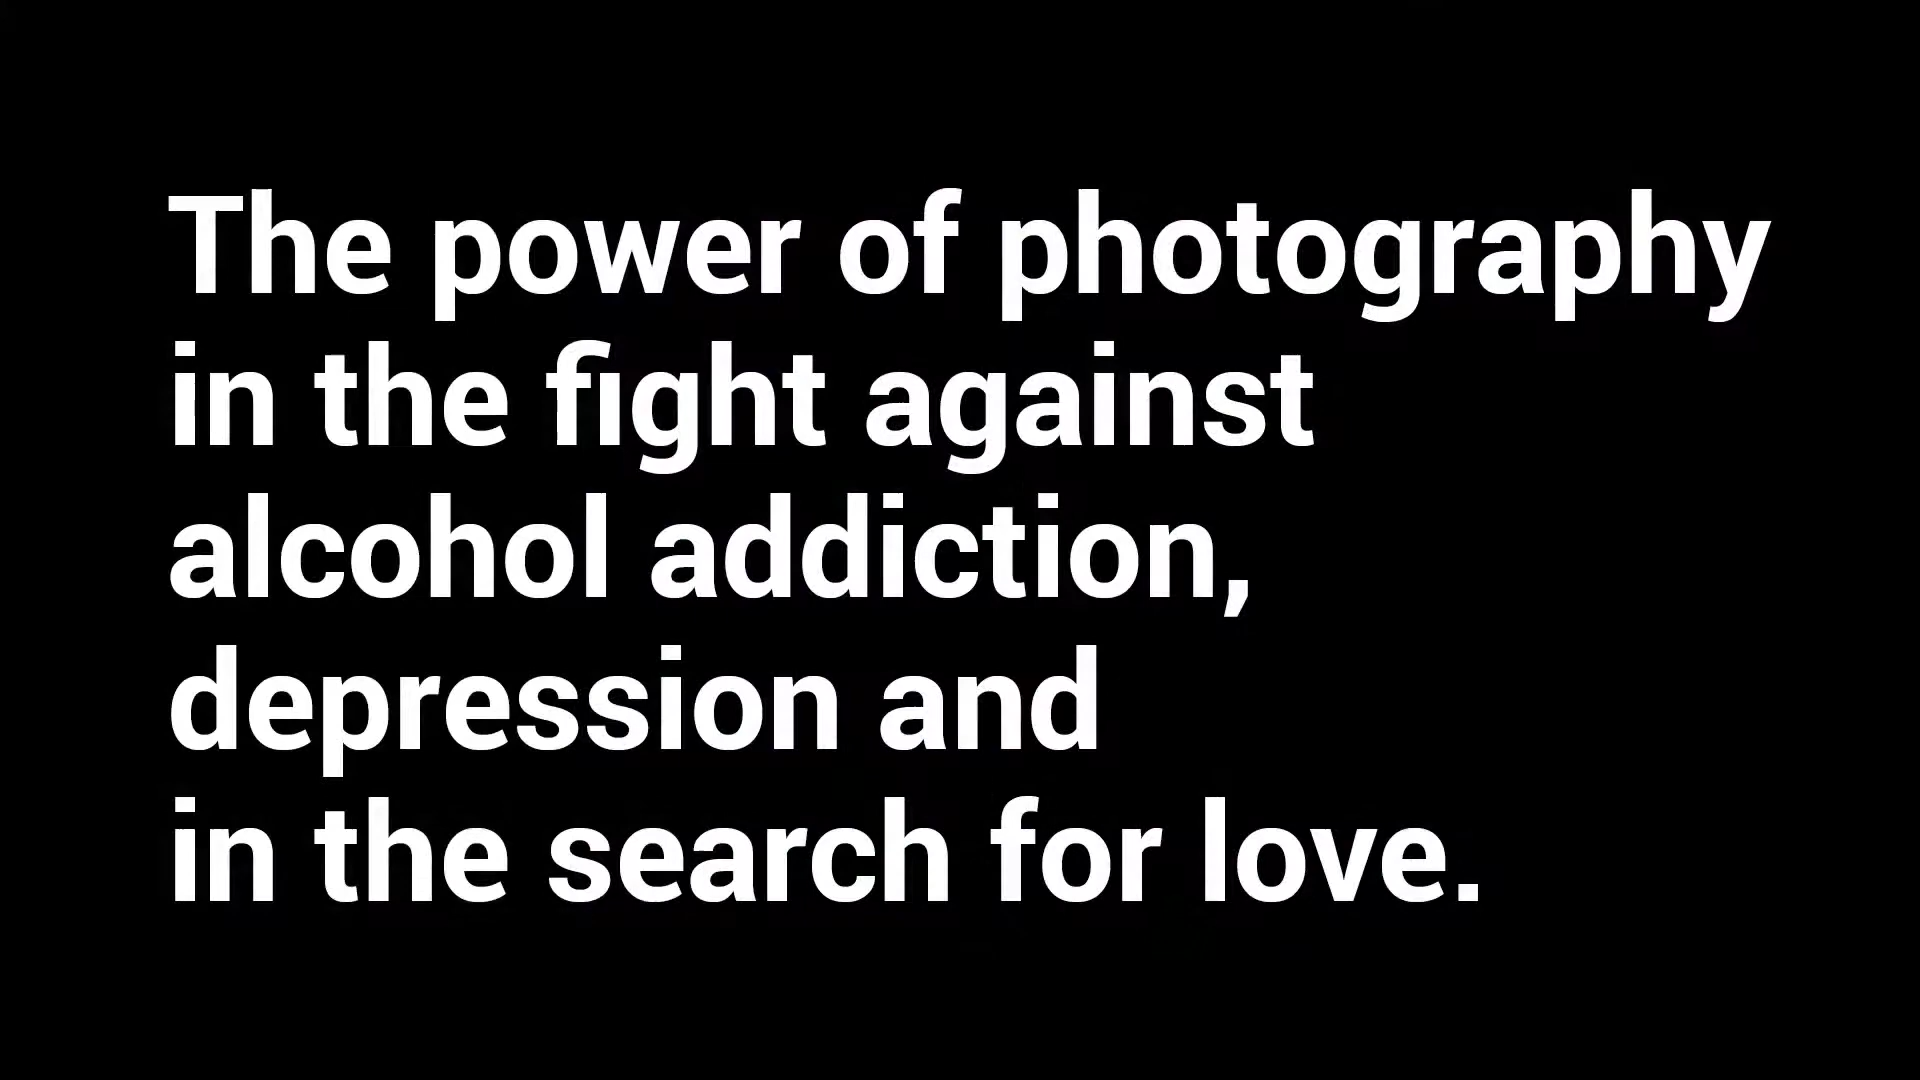 The power of photography
in the fight against
alcohol addiction,
depression and
in the search for love.